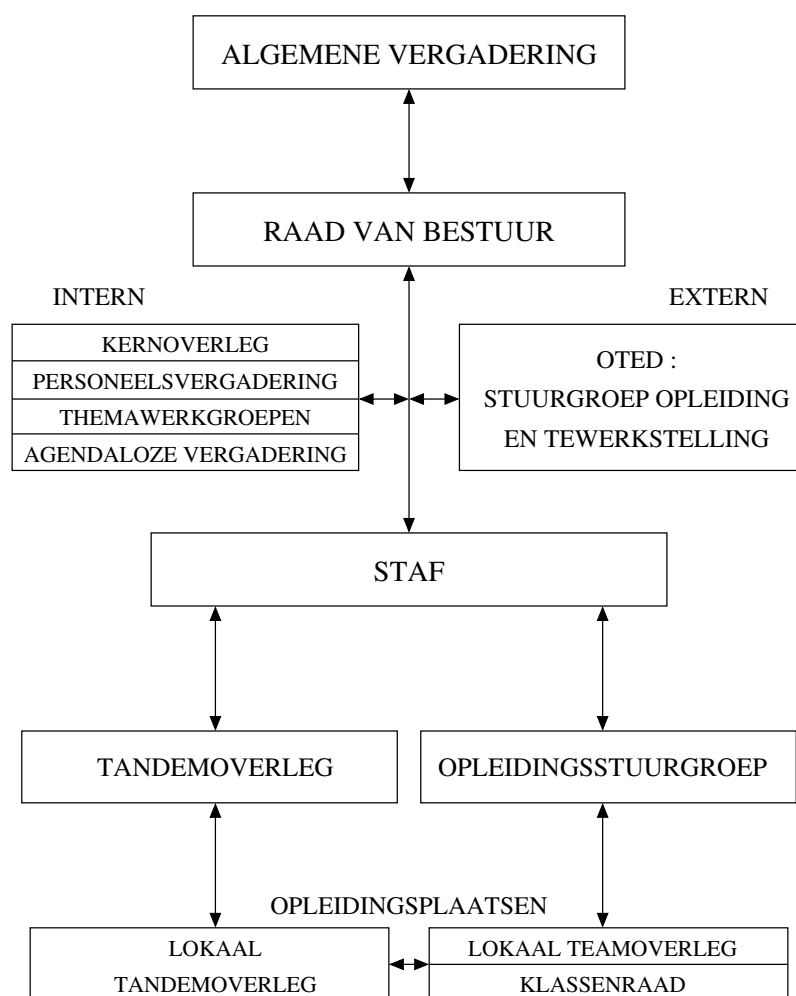 ALGEMENE VERGADERING
RAAD VAN BESTUUR
INTERN
EXTERN
KERNOVERLEG
PERSONEELSVERGADERING
THEMAWERKGROEPEN
AGENDALOZE VERGADERING
OTED :
STUURGROEP OPLEIDING
EN TEWERKSTELLING
STAF
TANDEMOVERLEG
OPLEIDINGSSTUURGROEP
OPLEIDINGSPLAATSEN
LOKAAL
TANDEMOVERLEG
LOKAAL TEAMOVERLEG
KLASSENRAAD